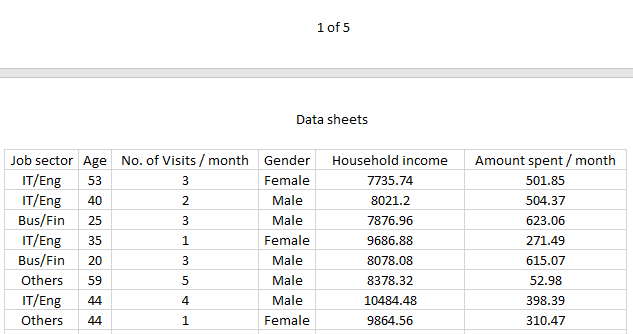 1 of 5
Data sheets
Job sector Age No. of Visits / month Gender Household income Amount spent / month
IT/Eng 53 3 Female 7735.74 501.85
IT/Eng 40 2 Male 8021.2 504.37
Bus/Fin 25 3 Male 7876.96 623.06
IT/Eng 35 1 Female 9686.88 271.49
Bus/Fin 20 3 Male 8078.08 615.07
Others 59 5 Male 8378.32 52.98
IT/Eng 44 4 Male 10484.48 398.39
Others 44 1 Female 9864.56 310.47